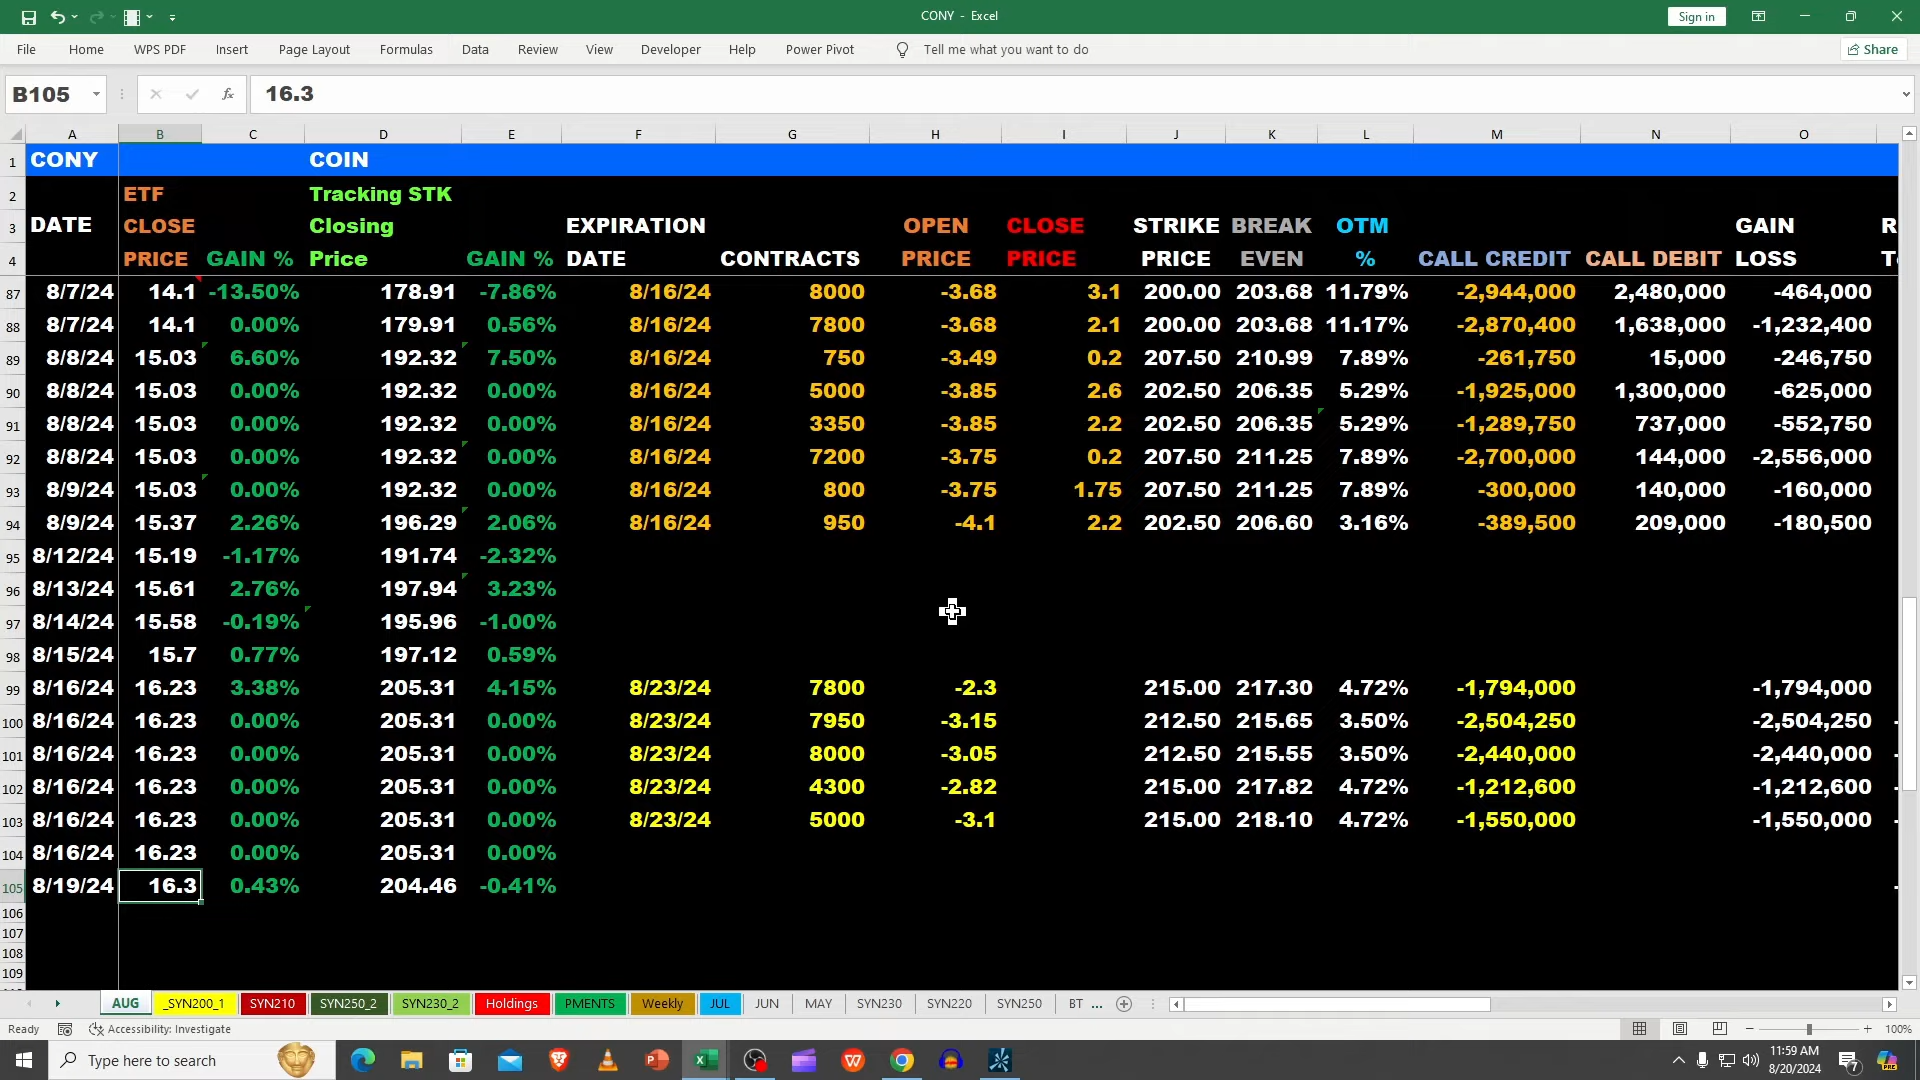 CONY - Excel
Sign in
File Home WPS PDF Insert Page Layout Formulas Data Review View Developer Help Power Pivot Tell me what you want to do Share
B105 fx 16.3
A B C D E F G H I J K L M N O
1 CONY COIN
2 ETF Tracking STK
3 DATE CLOSE Closing EXPIRATION OPEN CLOSE STRIKE BREAK OTM GAIN R
4 PRICE GAIN % Price GAIN % DATE CONTRACTS PRICE PRICE PRICE EVEN % CALL CREDIT CALL DEBIT LOSS
87 8/7/24 14.1 -13.50% 178.91 -7.86% 8/16/24 8000 -3.68 3.1 200.00 203.68 11.79% -2,944,000 2,480,000 -464,000
88 8/7/24 14.1 0.00% 179.91 0.56% 8/16/24 7800 -3.68 2.1 200.00 203.68 11.17% -2,870,400 1,638,000 -1,232,400
89 8/8/24 15.03 6.60% 192.32 7.50% 8/16/24 750 -3.49 0.2 207.50 210.99 7.89% -261,750 15,000 -246,750
90 8/8/24 15.03 0.00% 192.32 0.00% 8/16/24 5000 -3.85 2.6 202.50 206.35 5.29% -1,925,000 1,300,000 -625,000
91 8/8/24 15.03 0.00% 192.32 0.00% 8/16/24 3350 -3.85 2.2 202.50 206.35 5.29% -1,289,750 737,000 -552,750
92 8/8/24 15.03 0.00% 192.32 0.00% 8/16/24 7200 -3.75 0.2 207.50 211.25 7.89% -2,700,000 144,000 -2,556,000
93 8/9/24 15.03 0.00% 192.32 0.00% 8/16/24 800 -3.75 1.75 207.50 211.25 7.89% -300,000 140,000 -160,000
94 8/9/24 15.37 2.26% 196.29 2.06% 8/16/24 950 -4.1 2.2 202.50 206.60 3.16% -389,500 209,000 -180,500
95 8/12/24 15.19 -1.17% 191.74 -2.32%
96 8/13/24 15.61 2.76% 197.94 3.23%
97 8/14/24 15.58 -0.19% 195.96 -1.00%
98 8/15/24 15.7 0.77% 197.12 0.59%
99 8/16/24 16.23 3.38% 205.31 4.15% 8/23/24 7800 -2.3 215.00 217.30 4.72% -1,794,000 -1,794,000
100 8/16/24 16.23 0.00% 205.31 0.00% 8/23/24 7950 -3.15 212.50 215.65 3.50% -2,504,250 -2,504,250 -
101 8/16/24 16.23 0.00% 205.31 0.00% 8/23/24 8000 -3.05 212.50 215.55 3.50% -2,440,000 -2,440,000 -
102 8/16/24 16.23 0.00% 205.31 0.00% 8/23/24 4300 -2.82 215.00 217.82 4.72% -1,212,600 -1,212,600 -
103 8/16/24 16.23 0.00% 205.31 0.00% 8/23/24 5000 -3.1 215.00 218.10 4.72% -1,550,000 -1,550,000 -
104 8/16/24 16.23 0.00% 205.31 0.00%
105 8/19/24 16.3 0.43% 204.46 -0.41% -
106
107
108
109
AUG _SYN200_1 SYN210 SYN250_2 SYN230_2 Holdings PMENTS Weekly JUL JUN MAY SYN230 SYN220 SYN250 BT ...
Ready Accessibility: Investigate 100%
Type here to search 11:59 AM
8/20/2024 7